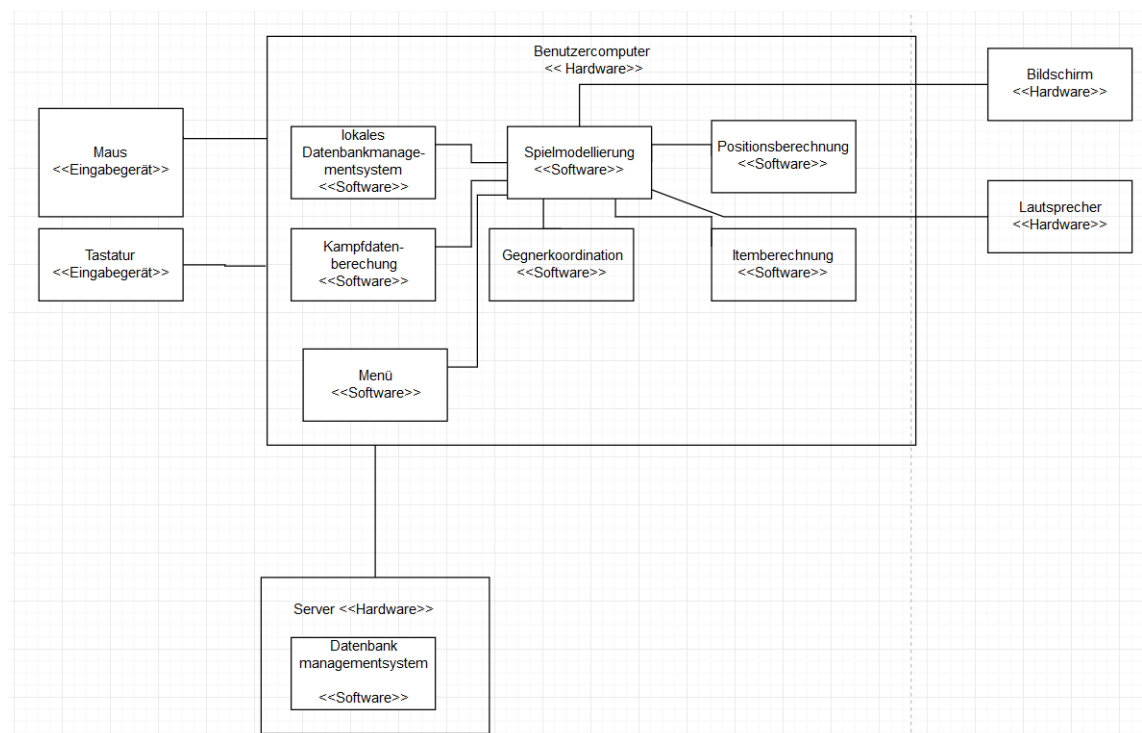 Benutzercomputer
<< Hardware>>
Bildschirm
<<Hardware>>
Maus
<<Eingabegerät>>
lokales
Datenbankmanage-
mentsystem
<<Software>>
Spielmodellierung
<<Software>>
Positionsberechnung
<<Software>>
Lautsprecher
<<Hardware>>
Tastatur
<<Eingabegerät>>
Kampfdaten-
berechung
<<Software>>
Gegnerkoordination
<<Software>>
Itemberechnung
<<Software>>
Menü
<<Software>>
Server <<Hardware>>
Datenbank
managementsystem
<<Software>>